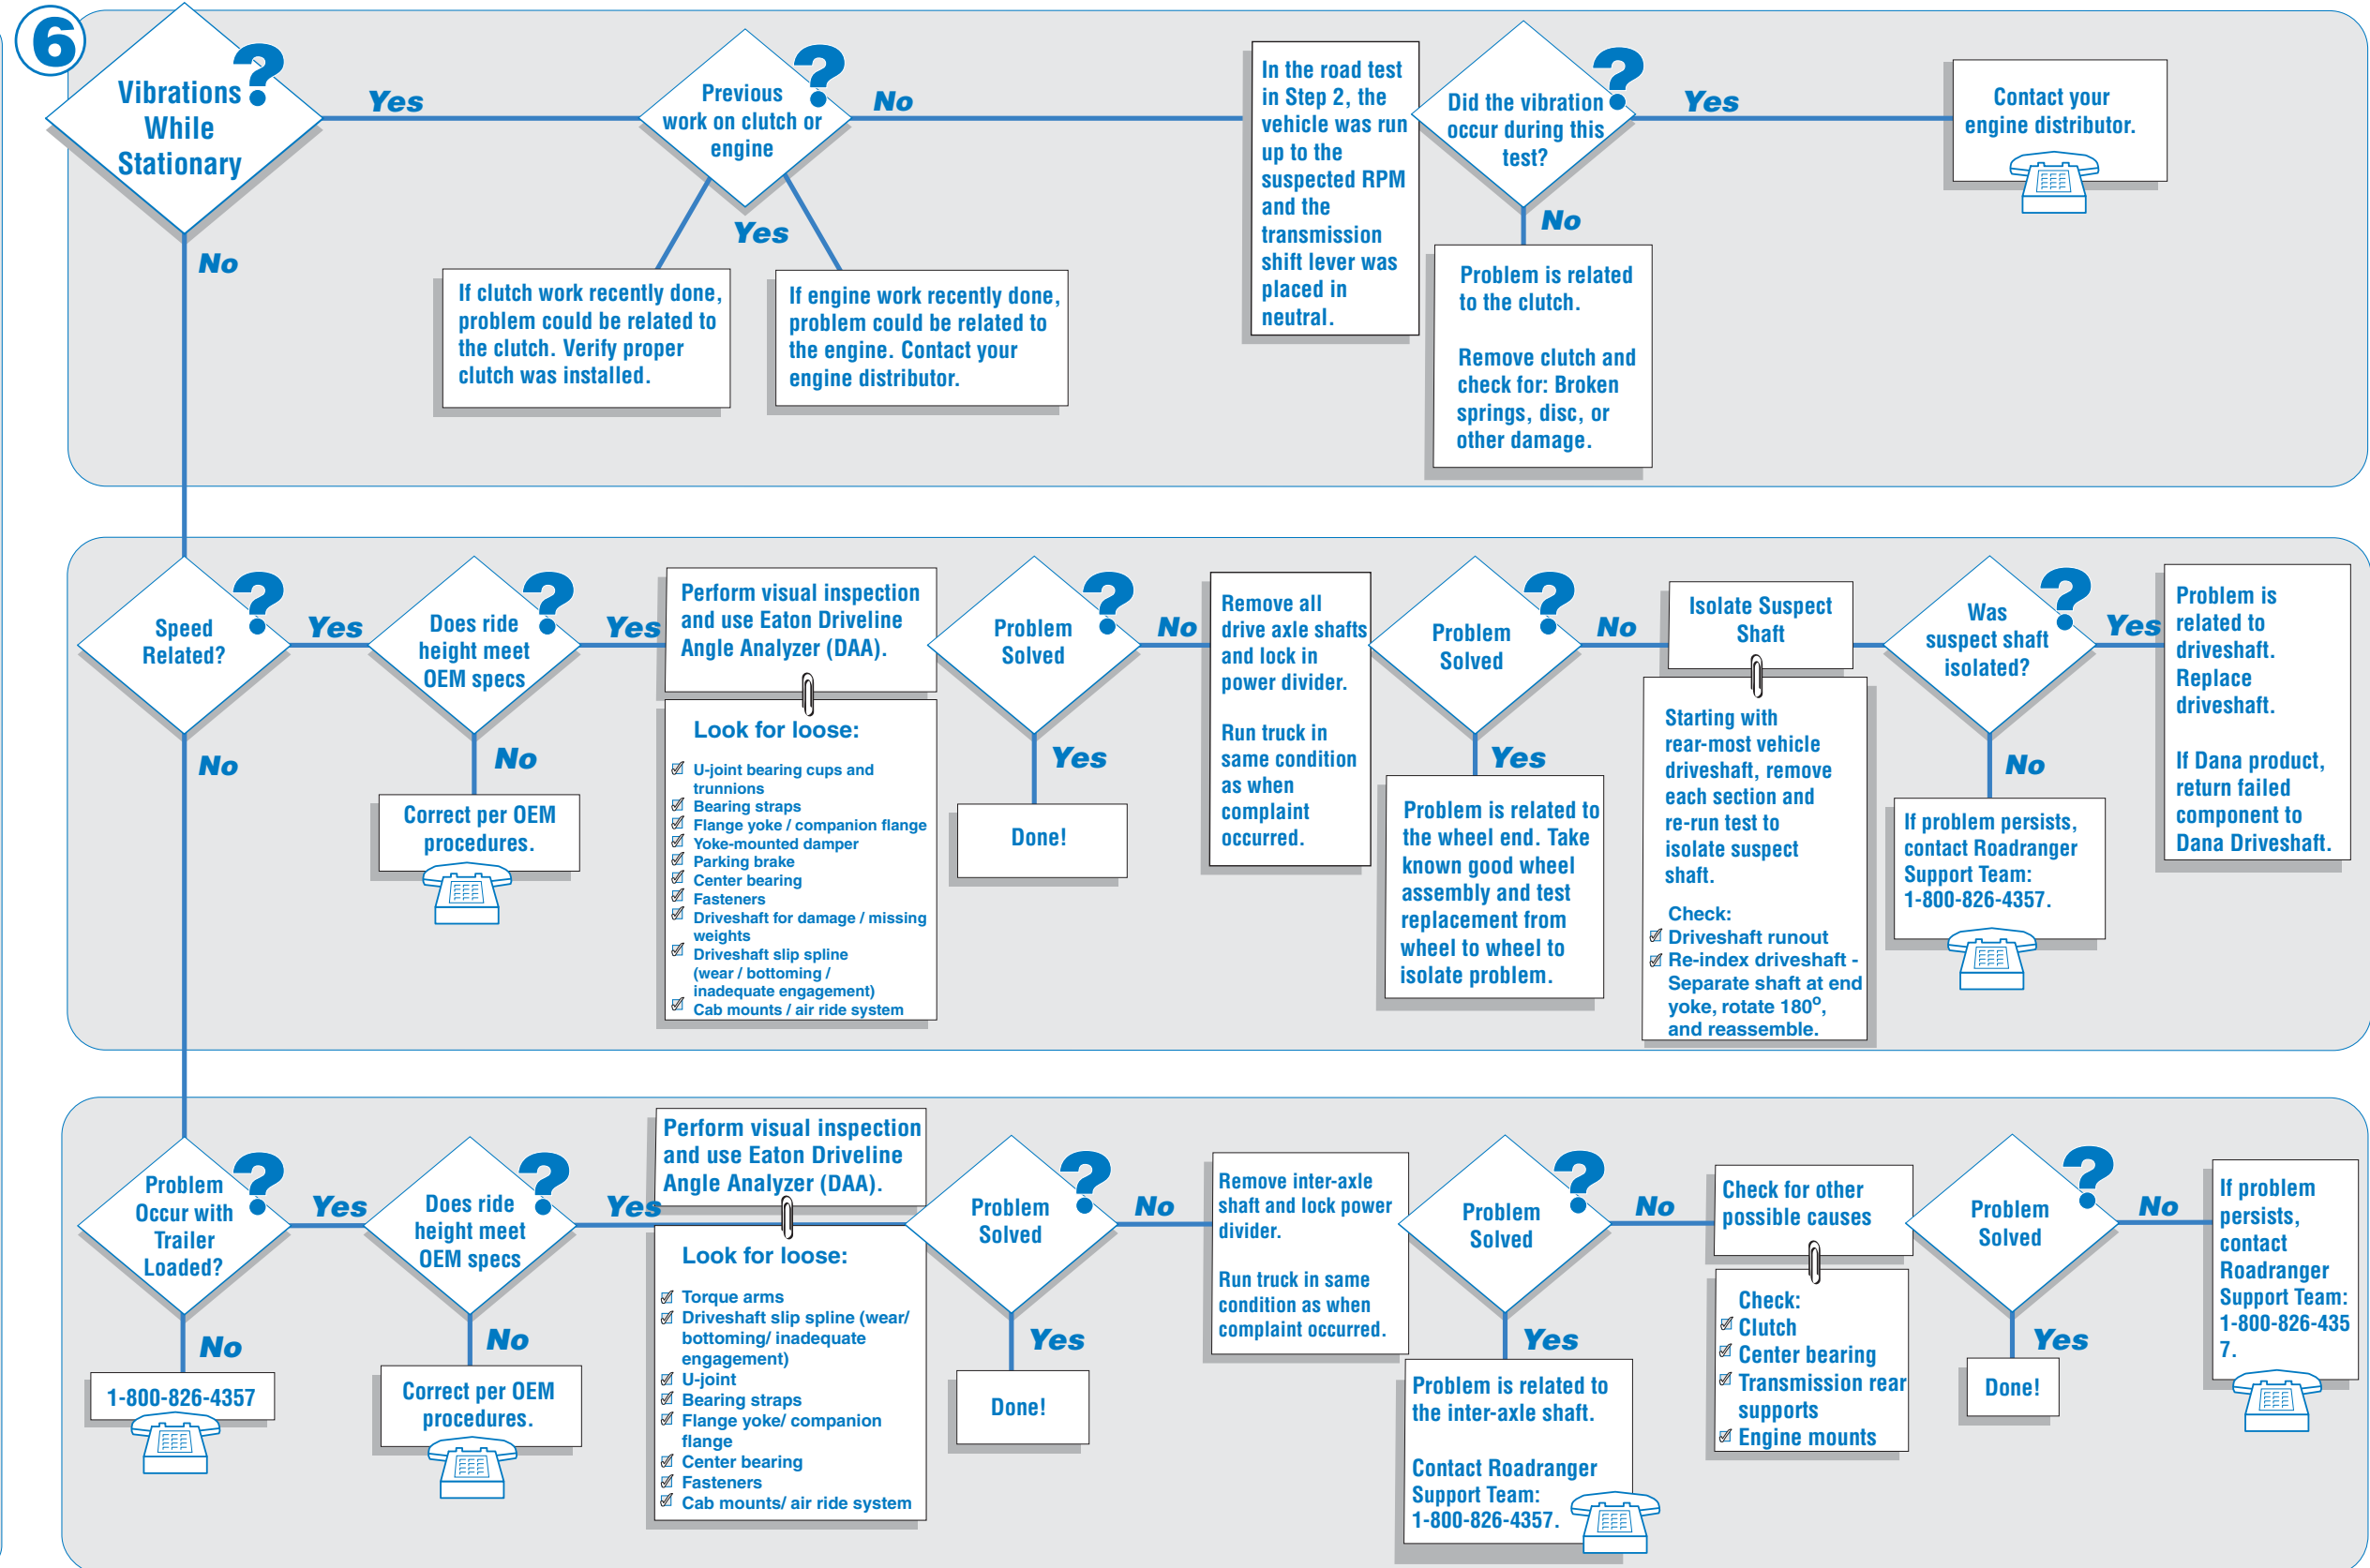 6
?
Vibrations
While
Stationary
Yes
No
?
Previous
work on clutch or
engine
No
Yes
If clutch work recently done,
problem could be related to
the clutch. Verify proper
clutch was installed.
If engine work recently done,
problem could be related to
the engine. Contact your
engine distributor.
In the road test
in Step 2, the
vehicle was run
up to the
suspected RPM
and the
transmission
shift lever was
placed in
neutral.
?
Did the vibration
occur during this
test?
Yes
No
Contact your
engine distributor.
Problem is related
to the clutch.
Remove clutch and
check for: Broken
springs, disc, or
other damage.
?
Speed
Related?
Yes
No
?
Does ride
height meet
OEM specs
Yes
No
Correct per OEM
procedures.
Perform visual inspection
and use Eaton Driveline
Angle Analyzer (DAA).
Look for loose:
U-joint bearing cups and
trunnions
Bearing straps
Flange yoke / companion flange
Yoke-mounted damper
Parking brake
Center bearing
Fasteners
Driveshaft for damage / missing
weights
Driveshaft slip spline
(wear / bottoming /
inadequate engagement)
Cab mounts / air ride system
?
Problem
Solved
No
Yes
Done!
Remove all
drive axle shafts
and lock in
power divider.
Run truck in
same condition
as when
complaint
occurred.
?
Problem
Solved
No
Yes
Problem is related to
the wheel end. Take
known good wheel
assembly and test
replacement from
wheel to wheel to
isolate problem.
Isolate Suspect
Shaft
Starting with
rear-most vehicle
driveshaft, remove
each section and
re-run test to
isolate suspect
shaft.
Check:
Driveshaft runout
Re-index driveshaft -
Separate shaft at end
yoke, rotate 180°,
and reassemble.
?
Was
suspect shaft
isolated?
Yes
No
If problem persists,
contact Roadranger
Support Team:
1-800-826-4357.
Problem is
related to
driveshaft.
Replace
driveshaft.
If Dana product,
return failed
component to
Dana Driveshaft.
?
Problem
Occur with
Trailer
Loaded?
Yes
No
1-800-826-4357
?
Does ride
height meet
OEM specs
Yes
No
Correct per OEM
procedures.
Perform visual inspection
and use Eaton Driveline
Angle Analyzer (DAA).
Look for loose:
Torque arms
Driveshaft slip spline (wear/
bottoming/ inadequate
engagement)
U-joint
Bearing straps
Flange yoke/ companion
flange
Center bearing
Fasteners
Cab mounts/ air ride system
?
Problem
Solved
No
Yes
Done!
Remove inter-axle
shaft and lock power
divider.
Run truck in same
condition as when
complaint occurred.
?
Problem
Solved
No
Yes
Problem is related to
the inter-axle shaft.
Contact Roadranger
Support Team:
1-800-826-4357.
Check for other
possible causes
Check:
Clutch
Center bearing
Transmission rear
supports
Engine mounts
?
Problem
Solved
No
Yes
Done!
If problem
persists,
contact
Roadranger
Support Team:
1-800-826-435
7.